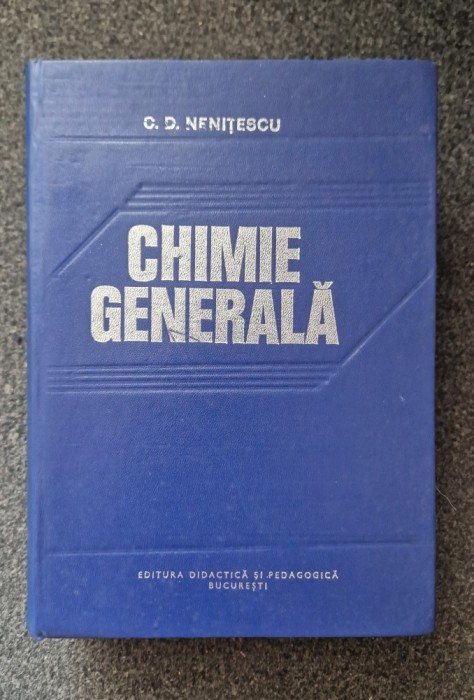 C. D. NENIȚESCU
CHIMIE
GENERALĂ
EDITURA DIDACTICĂ ȘI PEDAGOGICĂ
BUCUREȘTI